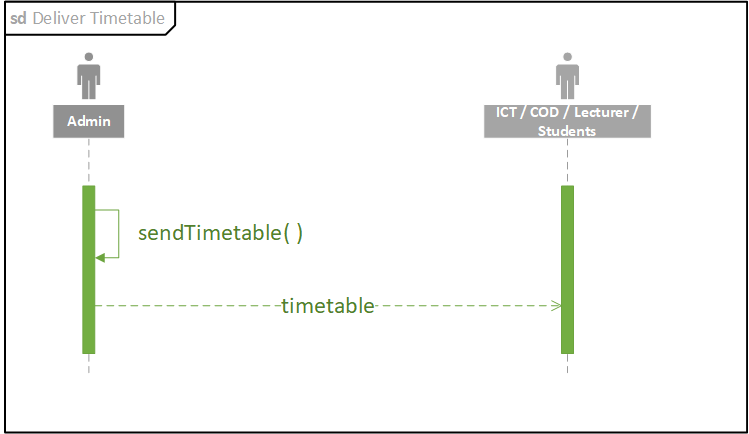 sd Deliver Timetable
Admin
ICT / COD / Lecturer /
Students
sendTimetable( )
timetable